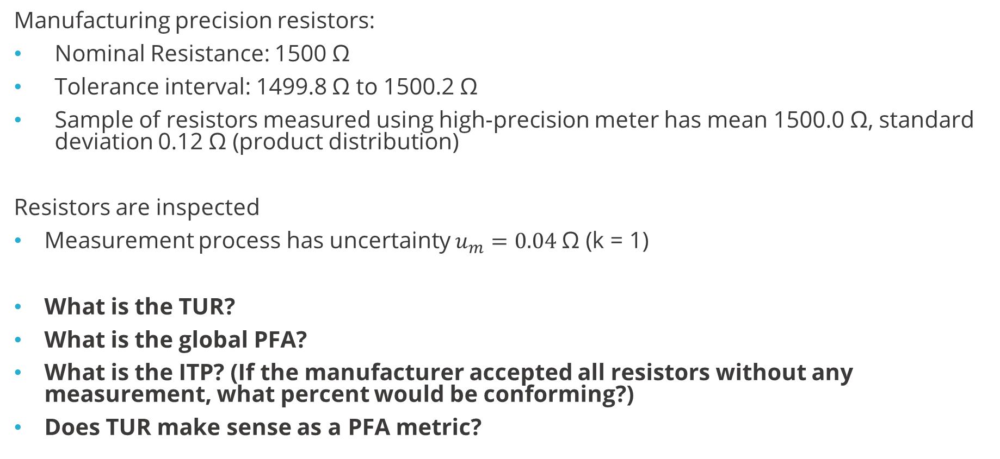 Manufacturing precision resistors:
• Nominal Resistance: 1500 Ω
• Tolerance interval: 1499.8 Ω to 1500.2 Ω
• Sample of resistors measured using high-precision meter has mean 1500.0 Ω, standard
deviation 0.12 Ω (product distribution)
Resistors are inspected
• Measurement process has uncertainty 𝑢𝑚 = 0.04 Ω (k = 1)
• What is the TUR?
• What is the global PFA?
• What is the ITP? (If the manufacturer accepted all resistors without any
measurement, what percent would be conforming?)
• Does TUR make sense as a PFA metric?